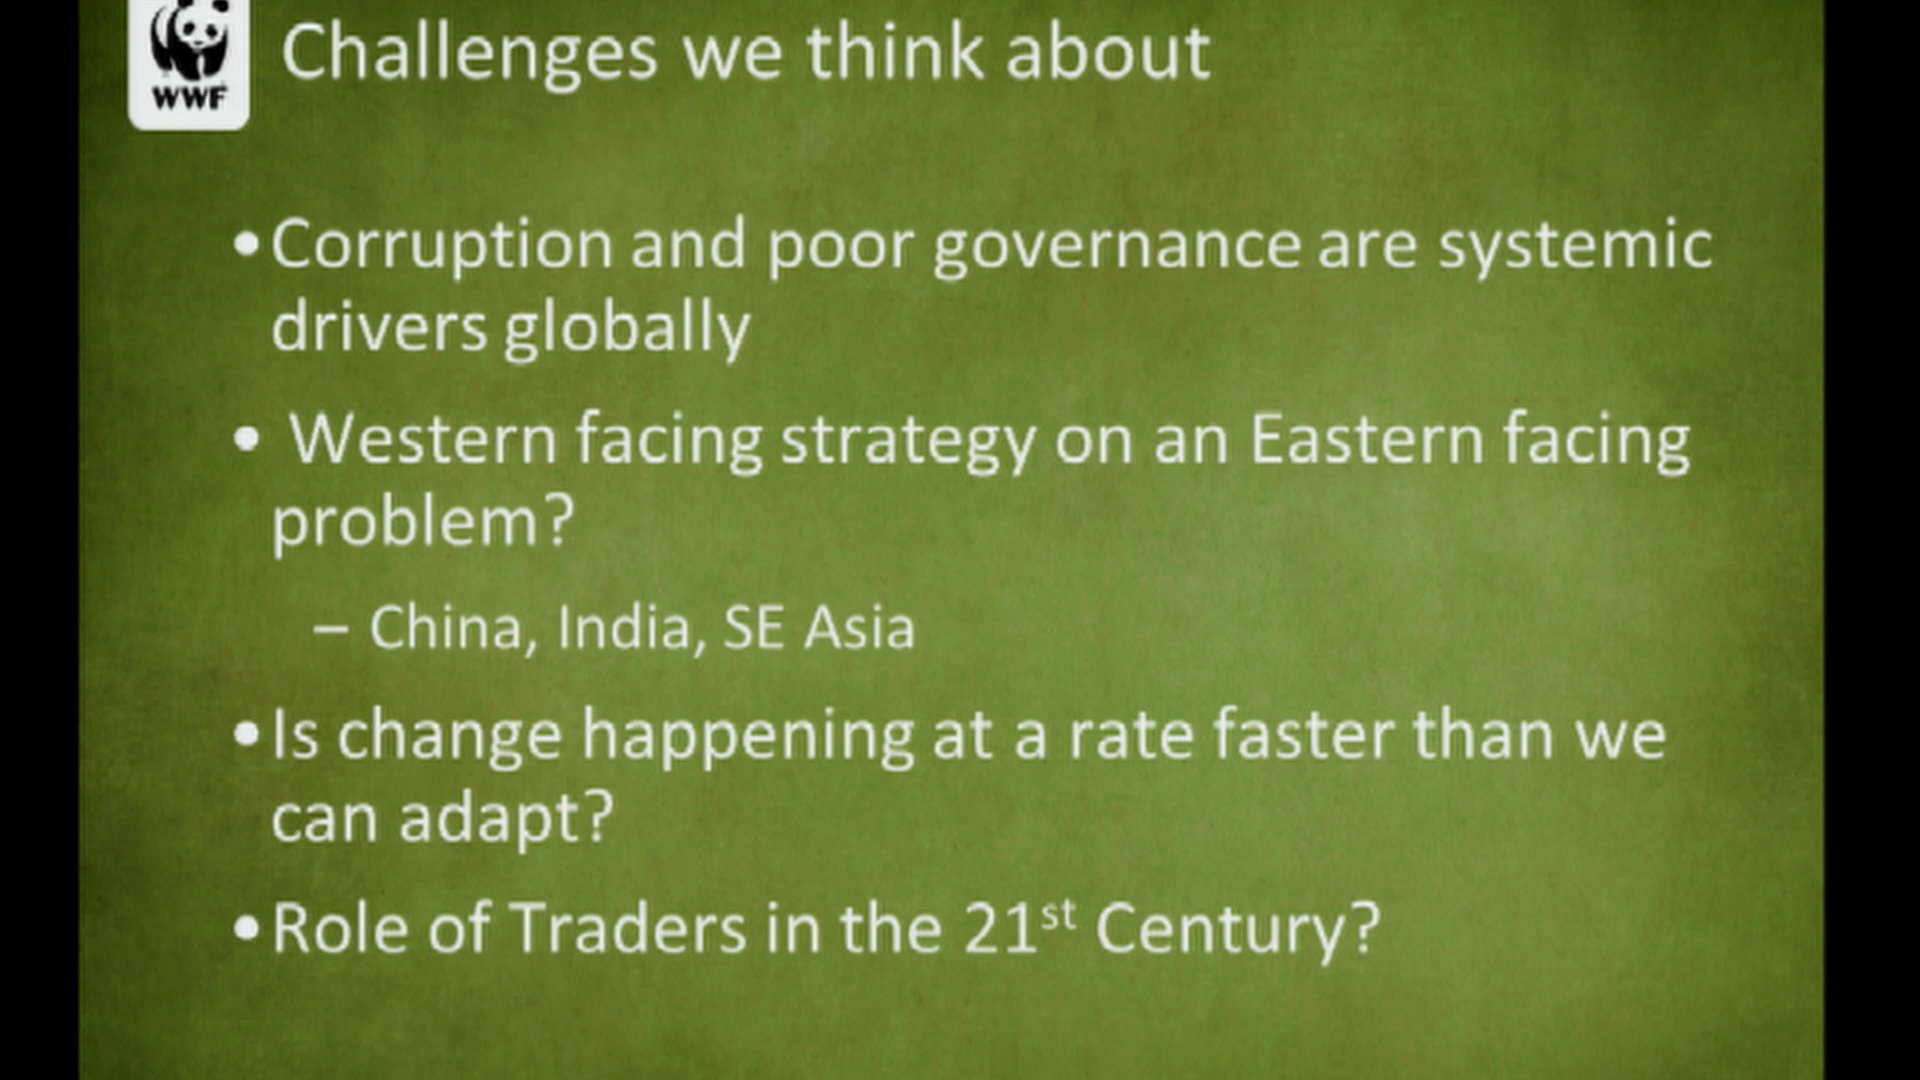 WWF
Challenges we think about
•Corruption and poor governance are systemic
drivers globally
• Western facing strategy on an Eastern facing
problem?
– China, India, SE Asia
•Is change happening at a rate faster than we
can adapt?
•Role of Traders in the 21st Century?